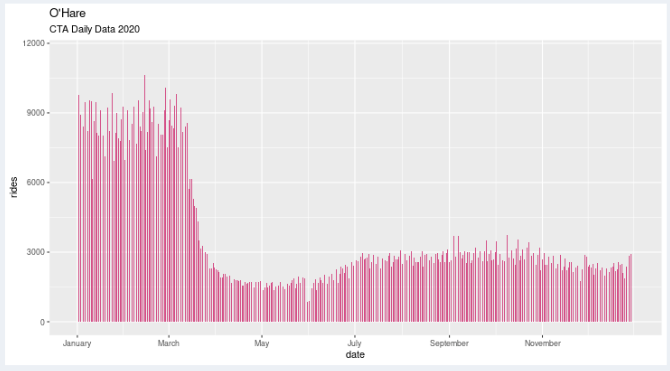 O'Hare
CTA Daily Data 2020
12000
9000
6000
3000
0
rides
January March May July September November
date